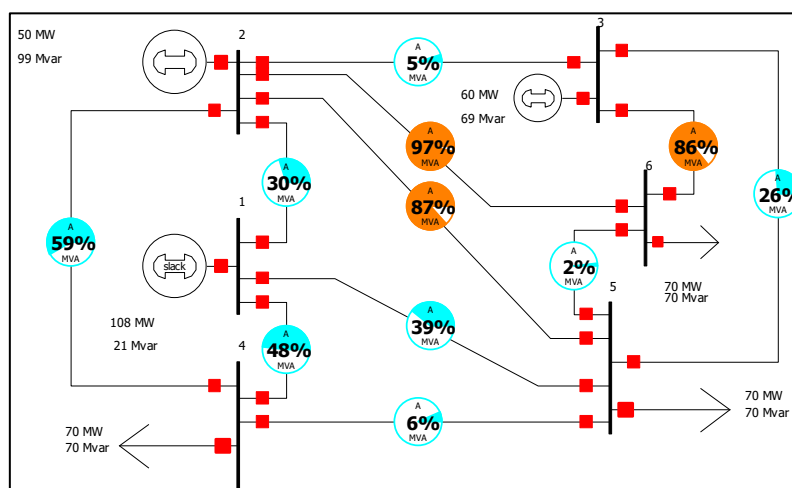 50 MW
99 Mvar
2
3
A
5%
MVA
60 MW
69 Mvar
A
97%
MVA
A
86%
MVA
6
A
30%
MVA
A
87%
MVA
A
26%
MVA
1
A
59%
MVA
slack
A
2%
MVA
70 MW
70 Mvar
5
108 MW
21 Mvar
A
39%
MVA
A
48%
MVA
4
70 MW
70 Mvar
A
6%
MVA
70 MW
70 Mvar